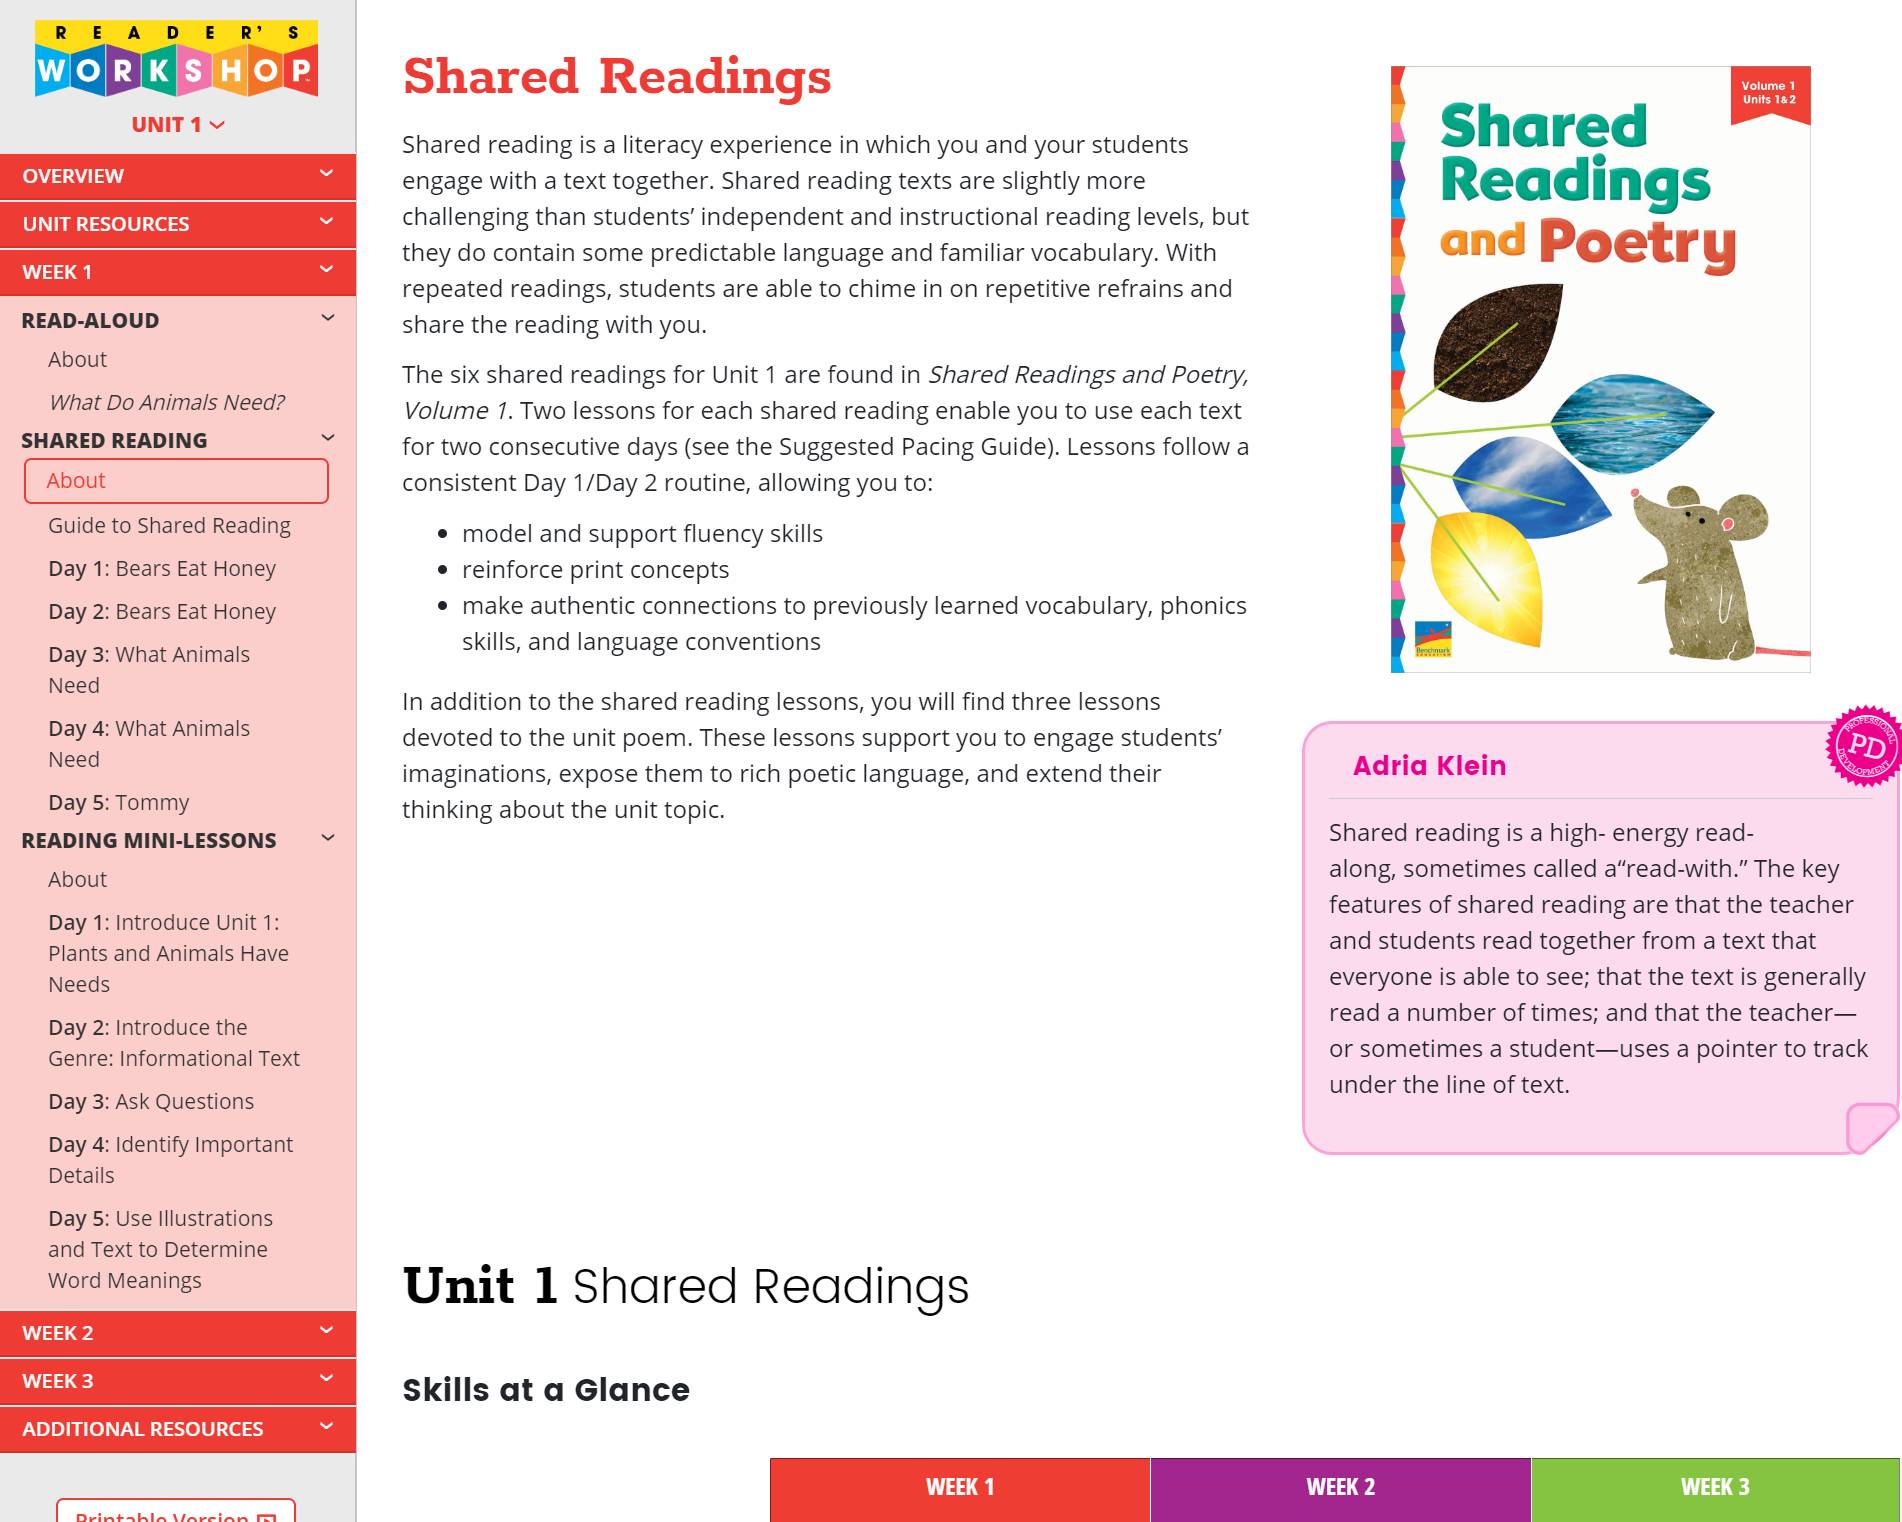 READER'S
WORKSHOP
UNIT 1
OVERVIEW
UNIT RESOURCES
WEEK 1
READ-ALOUD
About
What Do Animals Need?
SHARED READING
About
Guide to Shared Reading
Day 1: Bears Eat Honey
Day 2: Bears Eat Honey
Day 3: What Animals
Need
Day 4: What Animals
Need
Day 5: Tommy
READING MINI-LESSONS
About
Day 1: Introduce Unit 1:
Plants and Animals Have
Needs
Day 2: Introduce the
Genre: Informational Text
Day 3: Ask Questions
Day 4: Identify Important
Details
Day 5: Use Illustrations
and Text to Determine
Word Meanings
WEEK 2
WEEK 3
ADDITIONAL RESOURCES
Printable Version
Shared Readings
Shared reading is a literacy experience in which you and your students
engage with a text together. Shared reading texts are slightly more
challenging than students’ independent and instructional reading levels, but
they do contain some predictable language and familiar vocabulary. With
repeated readings, students are able to chime in on repetitive refrains and
share the reading with you.
The six shared readings for Unit 1 are found in Shared Readings and Poetry,
Volume 1. Two lessons for each shared reading enable you to use each text
for two consecutive days (see the Suggested Pacing Guide). Lessons follow a
consistent Day 1/Day 2 routine, allowing you to:
• model and support fluency skills
• reinforce print concepts
• make authentic connections to previously learned vocabulary, phonics
skills, and language conventions
In addition to the shared reading lessons, you will find three lessons
devoted to the unit poem. These lessons support you to engage students’
imaginations, expose them to rich poetic language, and extend their
thinking about the unit topic.
Volume 1
Units 1&2
Shared
Readings
and Poetry
Benchmark
EDUCATION
PROFESSIONAL
PD
DEVELOPMENT
Adria Klein
Shared reading is a high- energy read-
along, sometimes called a“read-with.” The key
features of shared reading are that the teacher
and students read together from a text that
everyone is able to see; that the text is generally
read a number of times; and that the teacher—
or sometimes a student—uses a pointer to track
under the line of text.
Unit 1 Shared Readings
Skills at a Glance
WEEK 1
WEEK 2
WEEK 3